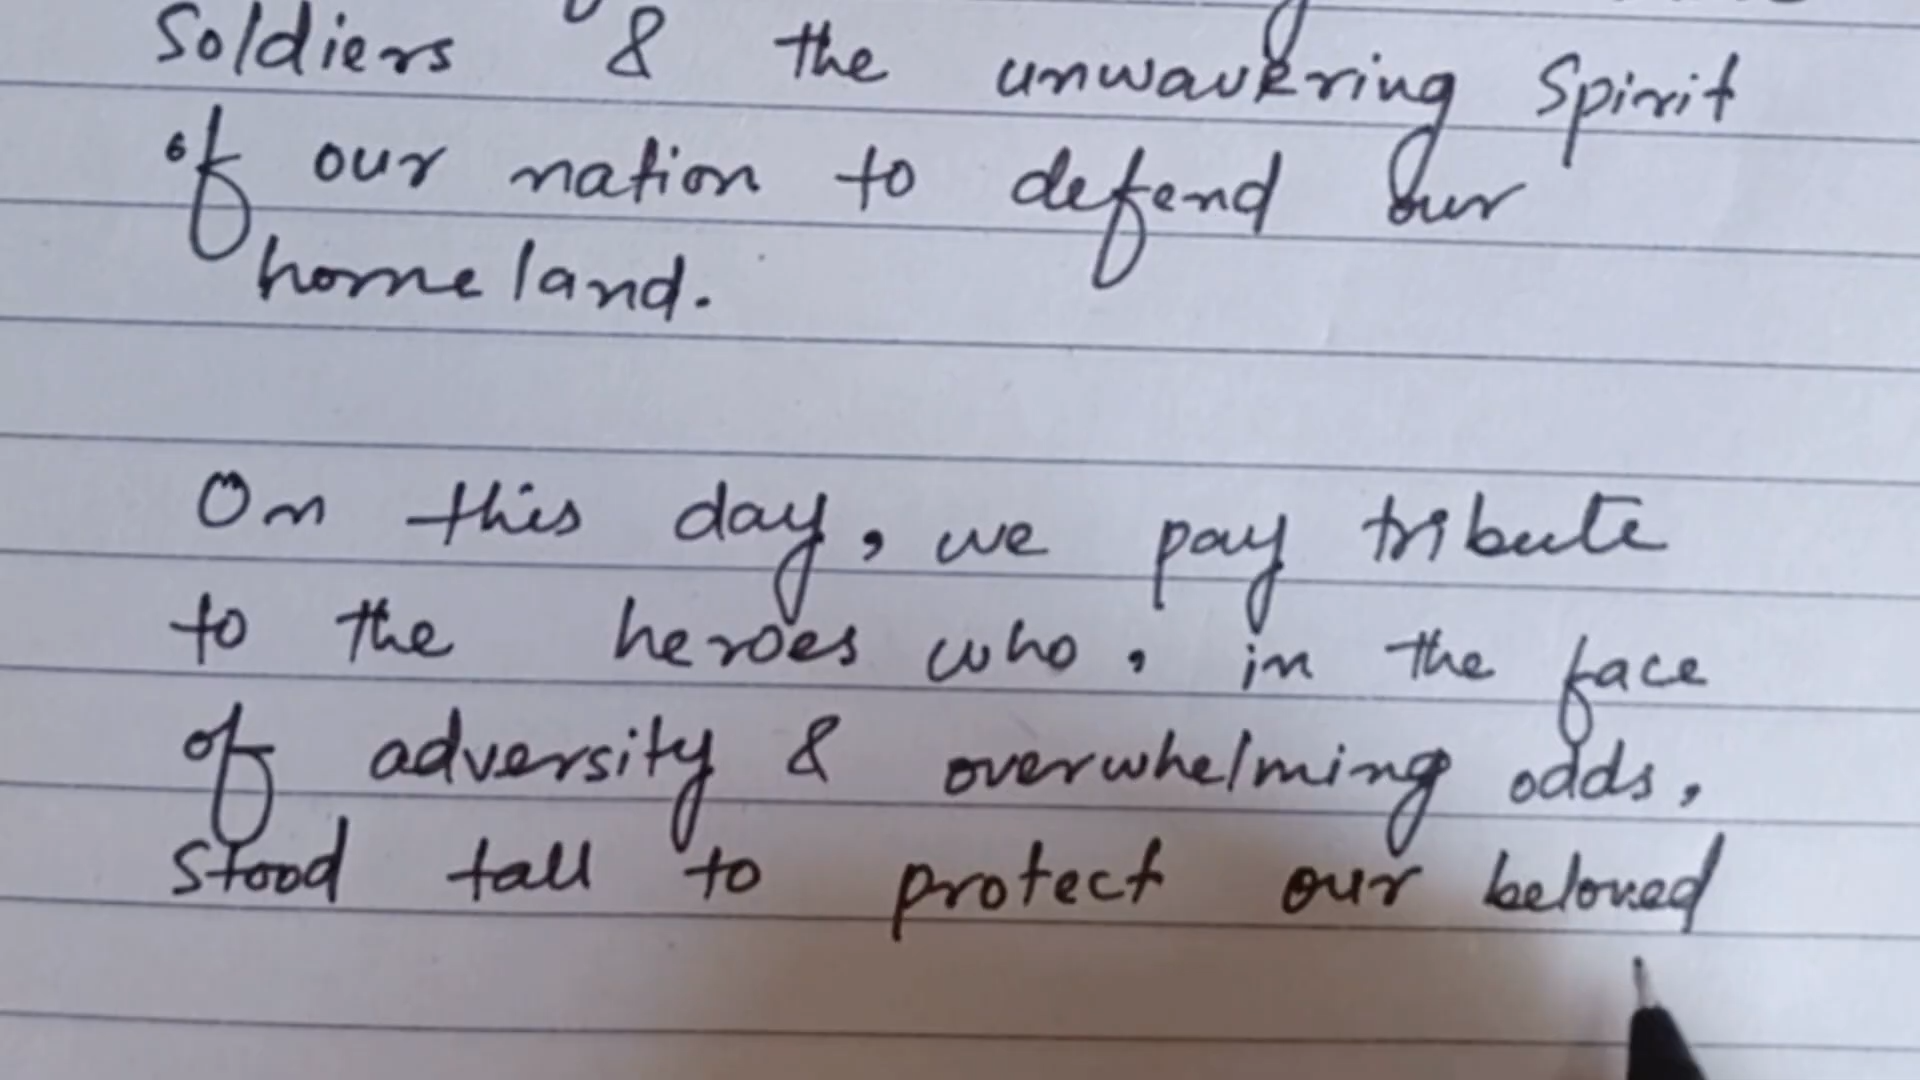 Soldiers & the unwavering Spirit
of our nation to defend our
homeland.
On this day, we pay tribute
to the heroes who, in the face
of adversity & overwhelming odds,
Stood tall to protect our beloved